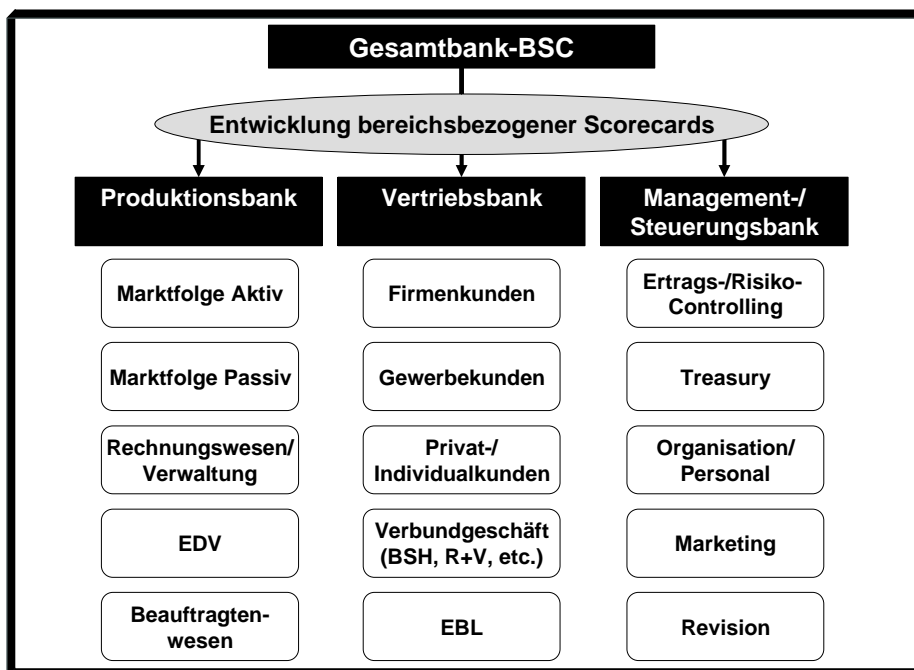 Gesamtbank-BSC
Entwicklung bereichsbezogener Scorecards
Produktionsbank
Marktfolge Aktiv
Marktfolge Passiv
Rechnungswesen/
Verwaltung
EDV
Beauftragten-
wesen
Vertriebsbank
Firmenkunden
Gewerbekunden
Privat-/
Individualkunden
Verbundgeschäft
(BSH, R+V, etc.)
EBL
Management-/
Steuerungsbank
Ertrags-/Risiko-
Controlling
Treasury
Organisation/
Personal
Marketing
Revision